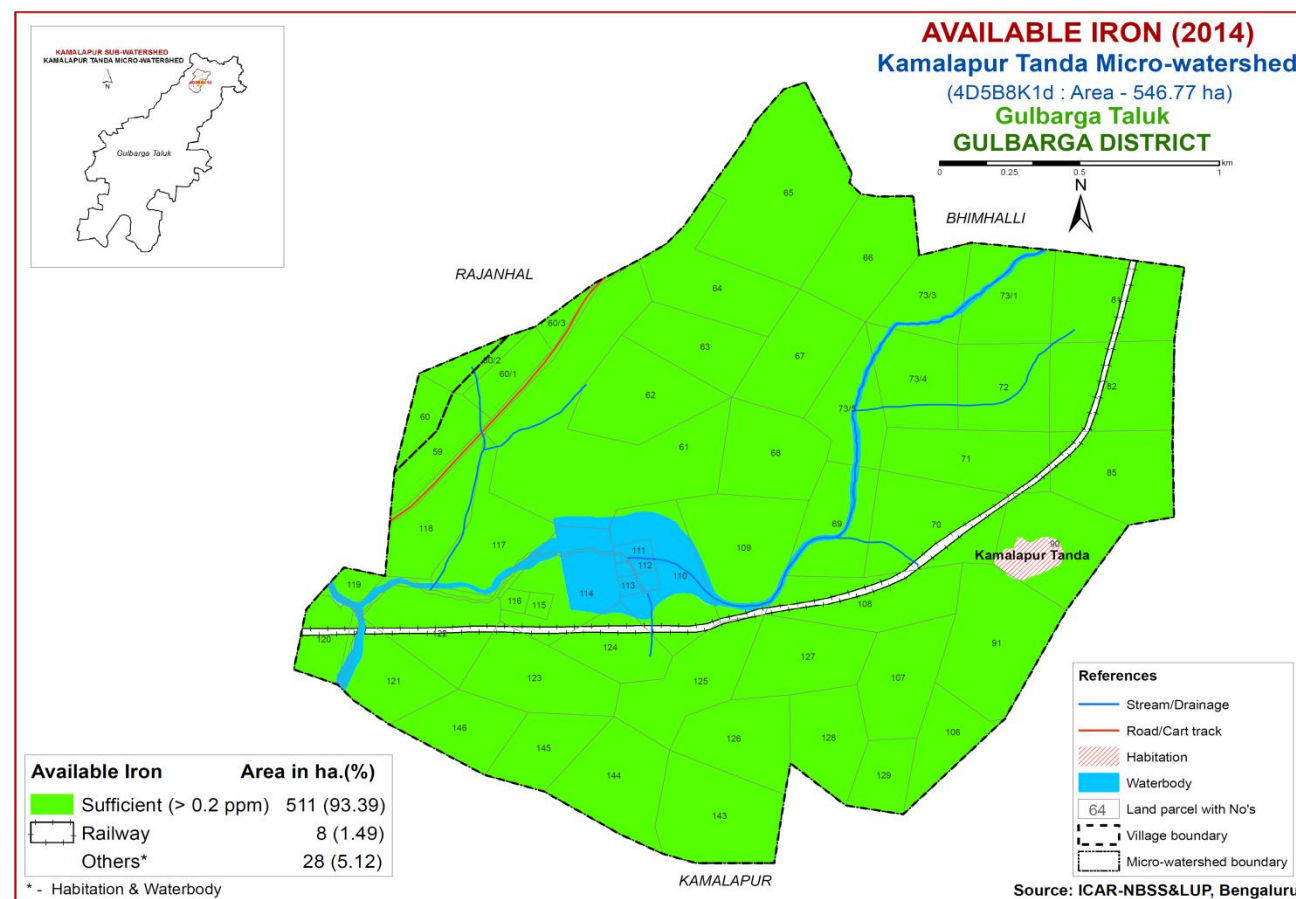 AVAILABLE IRON (2014)
Kamalapur Tanda Micro-watershed
(4D5B8K1d : Area - 546.77 ha)
Gulbarga Taluk
GULBARGA DISTRICT
km
0 0.25 0.5 1
N
KAMALAPUR SUB-WATERSHED
KAMALAPUR TANDA MICRO-WATERSHED
N
Gulbarga Taluk
BHIMHALLI
RAJANHAL
65
66
64
73/3
73/1
81
60/3
63
67
60/2
60/1
73/4
72
82
62
60
73/5
59
61
68
71
85
118
117
69
70
109
90
Kamalapur Tanda
111
112
110
113
114
119
116
115
108
120
122
124
127
91
121
123
125
107
146
145
126
128
106
144
129
143
KAMALAPUR
References
Stream/Drainage
Road/Cart track
Habitation
Waterbody
64 Land parcel with No's
Village boundary
Micro-watershed boundary
Available Iron Area in ha.(%)
Sufficient (> 0.2 ppm) 511 (93.39)
Railway 8 (1.49)
Others* 28 (5.12)
* - Habitation & Waterbody
Source: ICAR-NBSS&LUP, Bengaluru